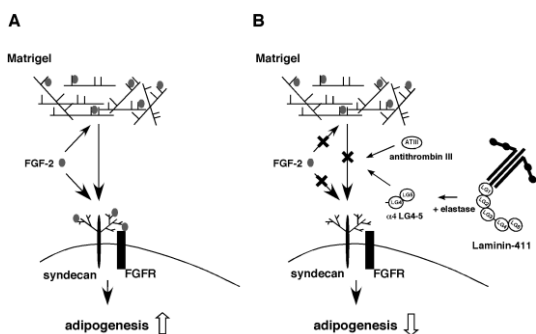 A
Matrigel
FGF-2
syndecan
FGFR
adipogenesis
B
Matrigel
FGF-2
ATIII
antithrombin III
LG4
LG5
α4 LG4-5
+ elastase
LG1
LG2
LG3
LG4
LG5
Laminin-411
syndecan
FGFR
adipogenesis